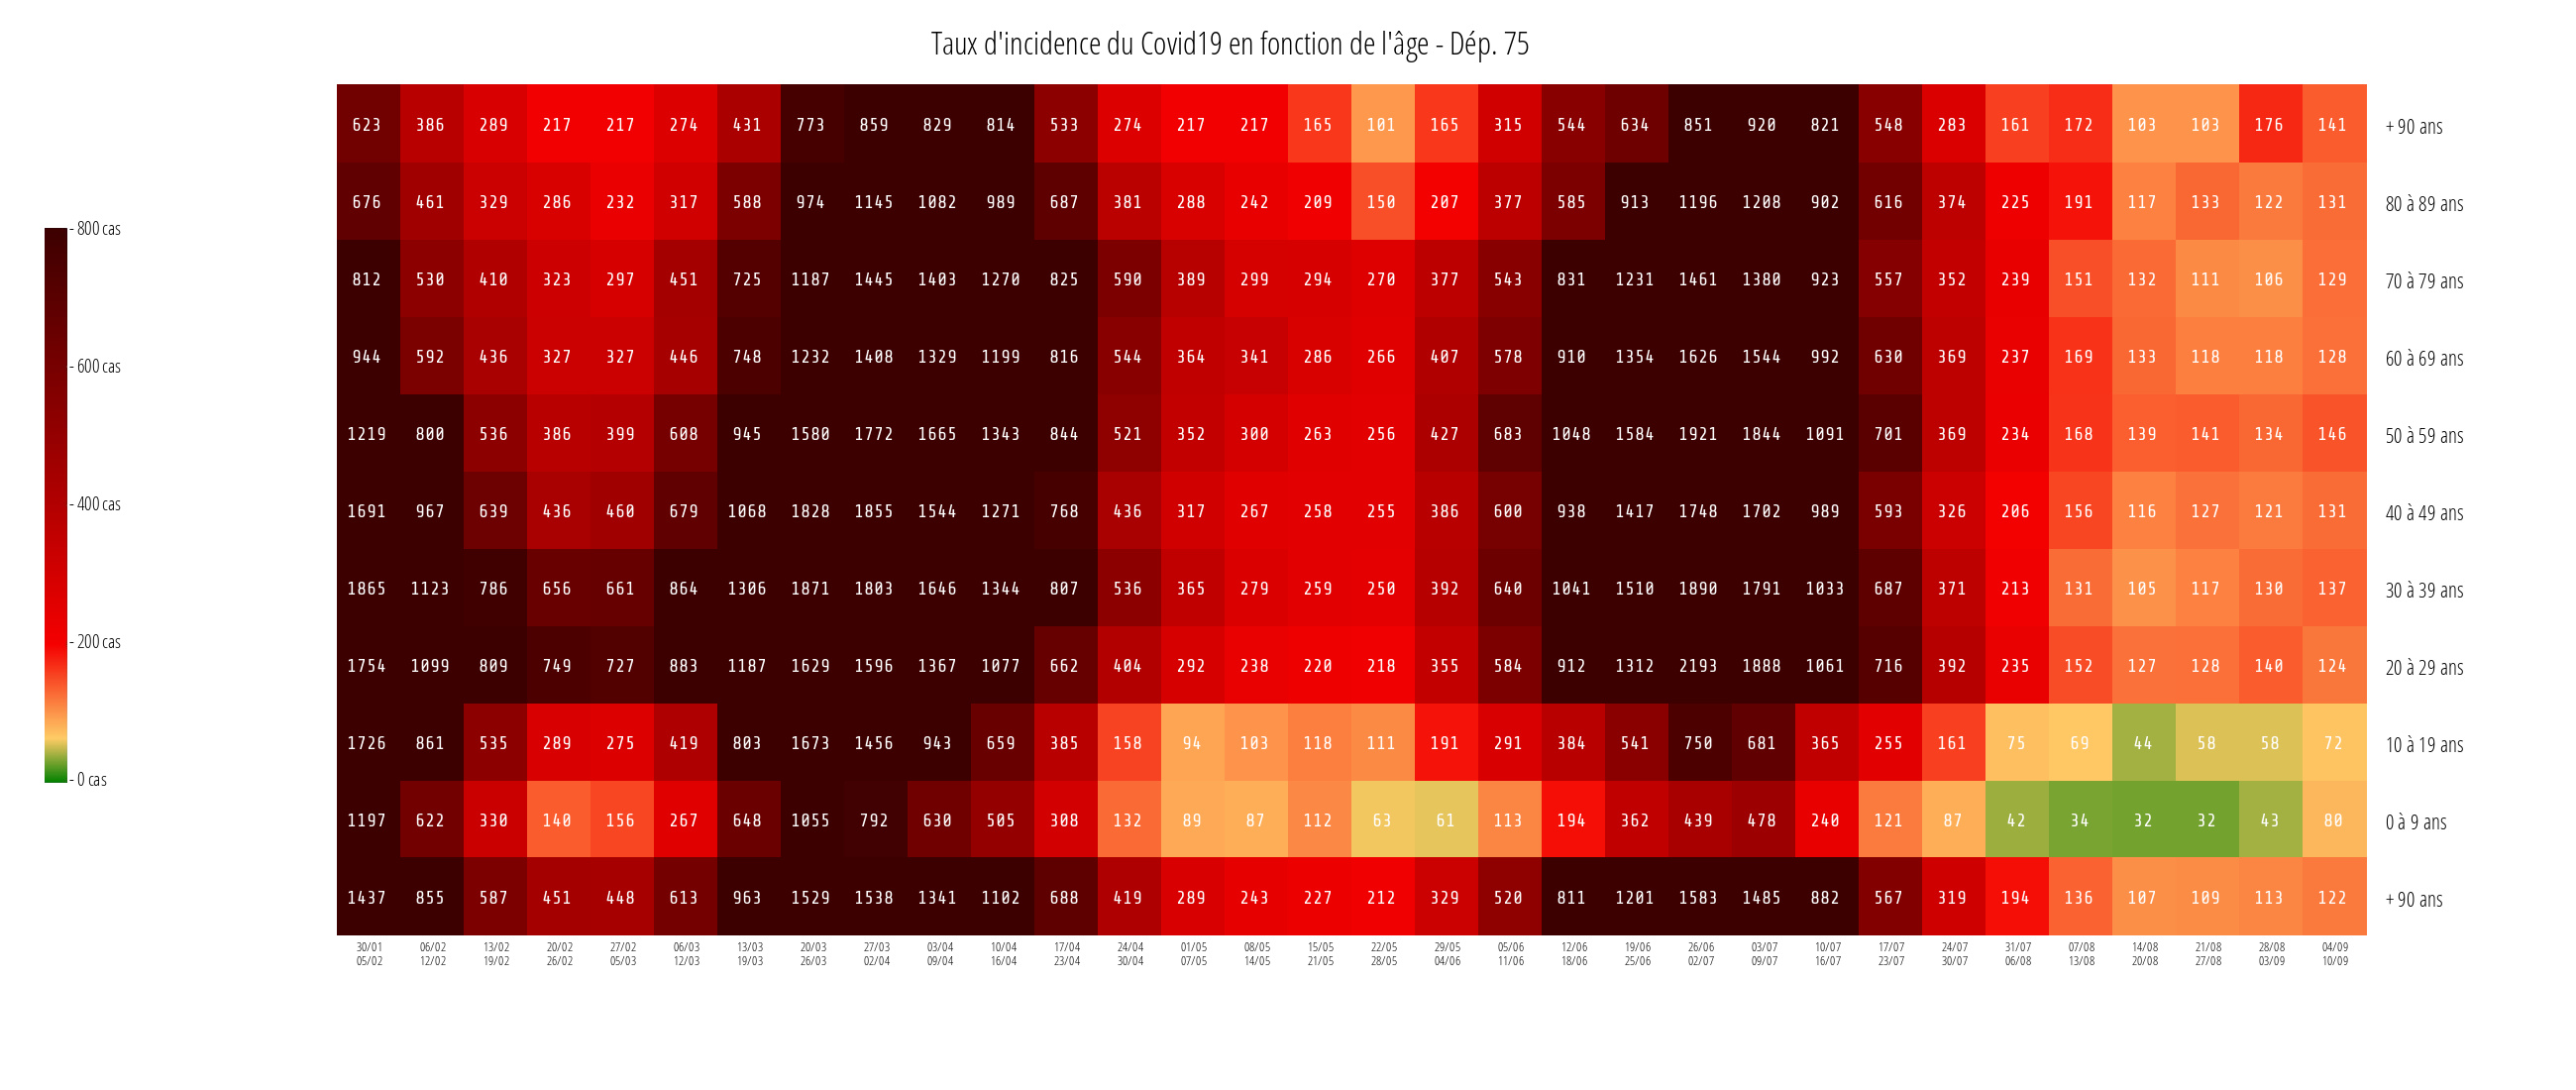 Taux d'incidence du Covid19 en fonction de l'âge - Dép. 75
623 386 289 217 217 274 431 773 859 829 814 533 274 217 217 165 101 165 315 544 634 851 920 821 548 283 161 172 103 103 176 141 + 90 ans
676 461 329 286 232 317 588 974 1145 1082 989 687 381 288 242 209 150 207 377 585 913 1196 1208 902 616 374 225 191 117 133 122 131 80 à 89 ans
- 800 cas
812 530 410 323 297 451 725 1187 1445 1403 1270 825 590 389 299 294 270 377 543 831 1231 1461 1380 923 557 352 239 151 132 111 106 129 70 à 79 ans
944 592 436 327 327 446 748 1232 1408 1329 1199 816 544 364 341 286 266 407 578 910 1354 1626 1544 992 630 369 237 169 133 118 118 128 60 à 69 ans
- 600 cas
1219 800 536 386 399 608 945 1580 1772 1665 1343 844 521 352 300 263 256 427 683 1048 1584 1921 1844 1091 701 369 234 168 139 141 134 146 50 à 59 ans
- 400 cas
1691 967 639 436 460 679 1068 1828 1855 1544 1271 768 436 317 267 258 255 386 600 938 1417 1748 1702 989 593 326 206 156 116 127 121 131 40 à 49 ans
1865 1123 786 656 661 864 1306 1871 1803 1646 1344 807 536 365 279 259 250 392 640 1041 1510 1890 1791 1033 687 371 213 131 105 117 130 137 30 à 39 ans
- 200 cas
1754 1099 809 749 727 883 1187 1629 1596 1367 1077 662 404 292 238 220 218 355 584 912 1312 2193 1888 1061 716 392 235 152 127 128 140 124 20 à 29 ans
1726 861 535 289 275 419 803 1673 1456 943 659 385 158 94 103 118 111 191 291 384 541 750 681 365 255 161 75 69 44 58 58 72 10 à 19 ans
- 0 cas
1197 622 330 140 156 267 648 1055 792 630 505 308 132 89 87 112 63 61 113 194 362 439 478 240 121 87 42 34 32 32 43 80 0 à 9 ans
1437 855 587 451 448 613 963 1529 1538 1341 1102 688 419 289 243 227 212 329 520 811 1201 1583 1485 882 567 319 194 136 107 109 113 122 + 90 ans
30/01 06/02 13/02 20/02 27/02 06/03 13/03 20/03 27/03 03/04 10/04 17/04 24/04 01/05 08/05 15/05 22/05 29/05 05/06 12/06 19/06 26/06 03/07 10/07 17/07 24/07 31/07 07/08 14/08 21/08 28/08 04/09
05/02 12/02 19/02 26/02 05/03 12/03 19/03 26/03 02/04 09/04 16/04 23/04 30/04 07/05 14/05 21/05 28/05 04/06 11/06 18/06 25/06 02/07 09/07 16/07 23/07 30/07 06/08 13/08 20/08 27/08 03/09 10/09